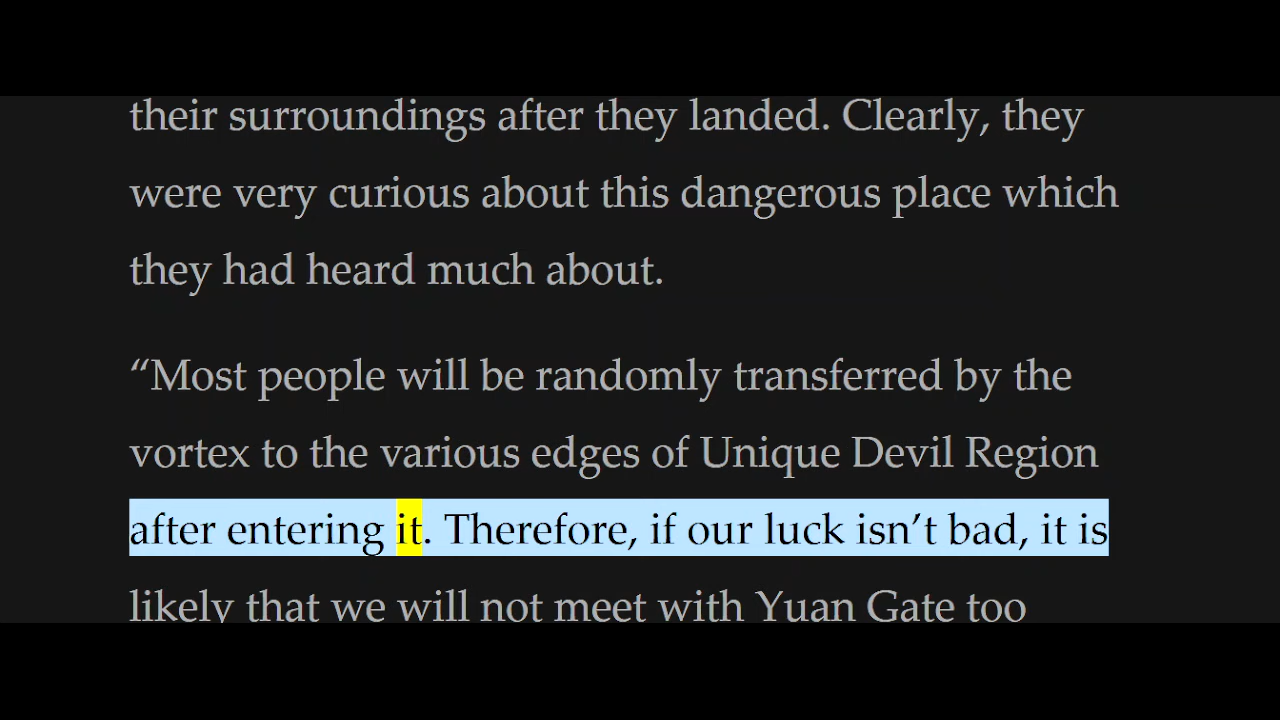 their surroundings after they landed. Clearly, they
were very curious about this dangerous place which
they had heard much about.
“Most people will be randomly transferred by the
vortex to the various edges of Unique Devil Region
after entering it. Therefore, if our luck isn’t bad, it is
likely that we will not meet with Yuan Gate too